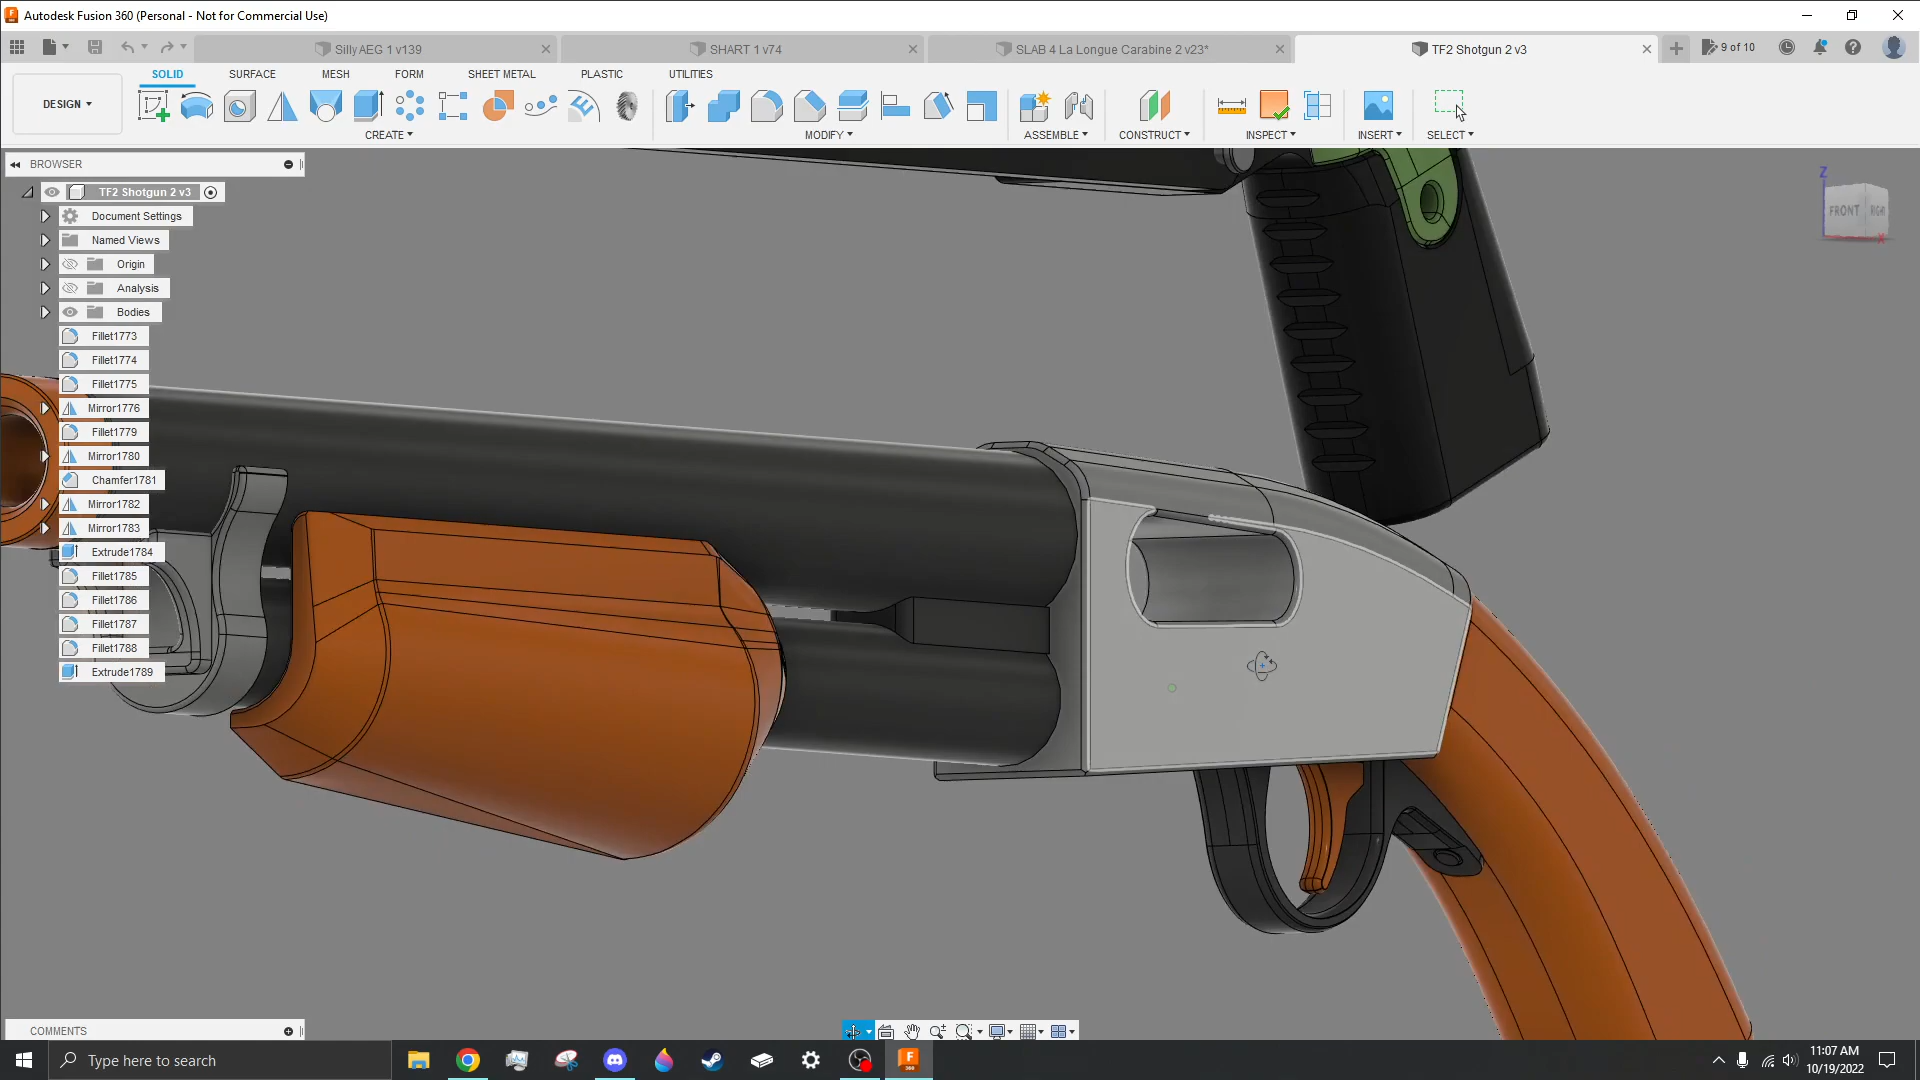 Autodesk Fusion 360 (Personal - Not for Commercial Use)
SillyAEG 1 v139
SHART 1 v74
SLAB 4 La Longue Carabine 2 v23*
TF2 Shotgun 2 v3
9 of 10
SOLID
SURFACE
MESH
FORM
SHEET METAL
PLASTIC
UTILITIES
DESIGN
CREATE
MODIFY
ASSEMBLE
CONSTRUCT
INSPECT
INSERT
SELECT
BROWSER
TF2 Shotgun 2 v3
Document Settings
Named Views
Origin
Analysis
Bodies
Fillet1773
Fillet1774
Fillet1775
Mirror1776
Fillet1779
Mirror1780
Chamfer1781
Mirror1782
Mirror1783
Extrude1784
Fillet1785
Fillet1786
Fillet1787
Fillet1788
Extrude1789
Z
FRONT
RIGHT
X
COMMENTS
Type here to search
F
360
11:07 AM
10/19/2022